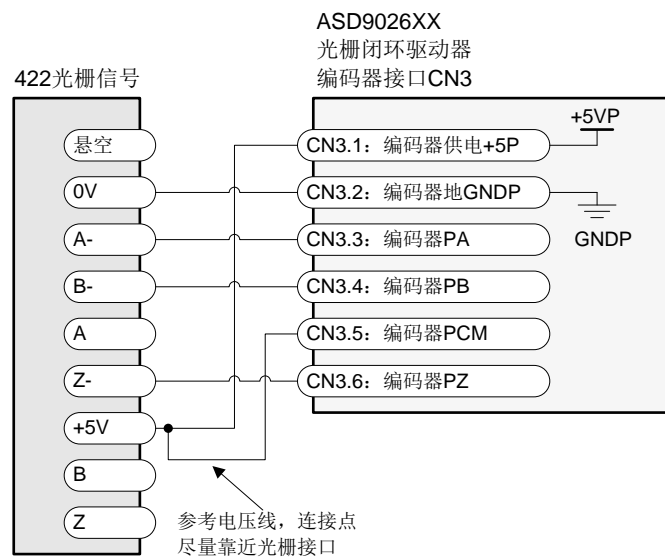 ASD9026XX
光栅闭环驱动器
编码器接口CN3
422光栅信号
+5VP
悬空
CN3.1：编码器供电+5P
0V
CN3.2：编码器地GNDP
A-
CN3.3：编码器PA
GNDP
B-
CN3.4：编码器PB
A
CN3.5：编码器PCM
Z-
CN3.6：编码器PZ
+5V
B
Z
参考电压线，连接点
尽量靠近光栅接口